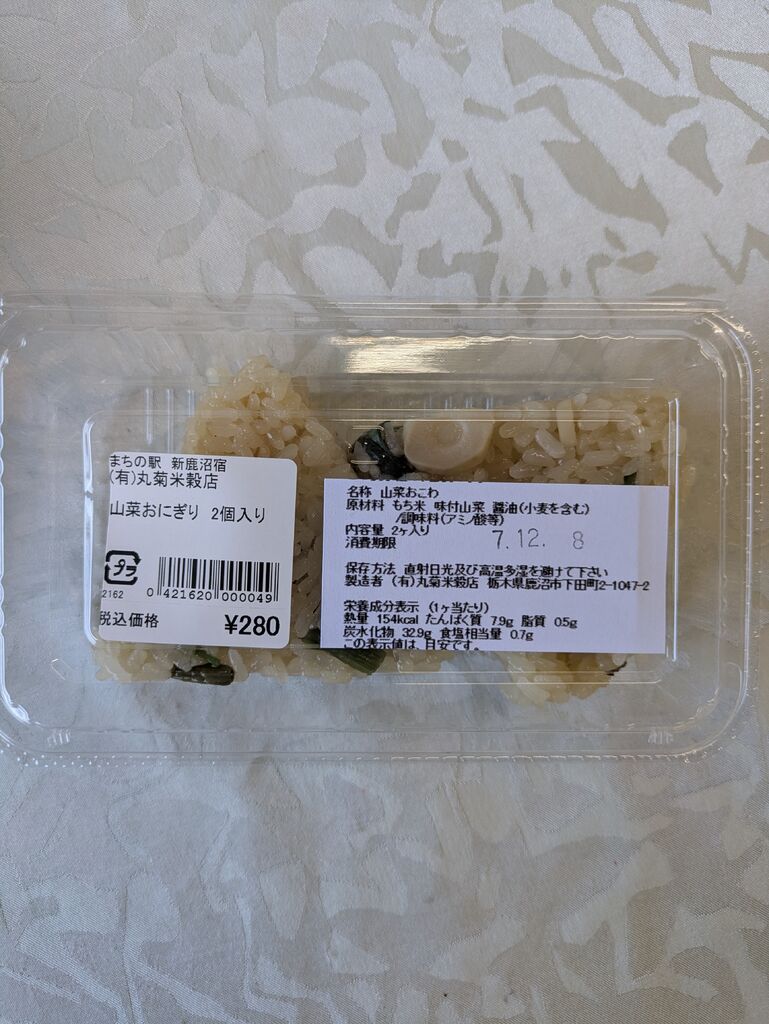 まちの駅 新鹿沼宿
(有)丸菊米穀店
山菜おにぎり 2個入り
プラ
2162
0 421620 000049
税込価格
¥280
名称 山菜おこわ
原材料 もち米 味付山菜 醤油(小麦を含む)
/調味料(アミノ酸等)
内容量 2ヶ入り
消費期限 7.12. 8
保存方法 直射日光及び高温多湿を避けて下さい
製造者 (有)丸菊米穀店 栃木県鹿沼市下田町2-1047-2
栄養成分表示 (1ヶ当たり)
熱量 154kcal たんぱく質 7.9g 脂質 0.5g
炭水化物 32.9g 食塩相当量 0.7g
この表示値は、目安です。